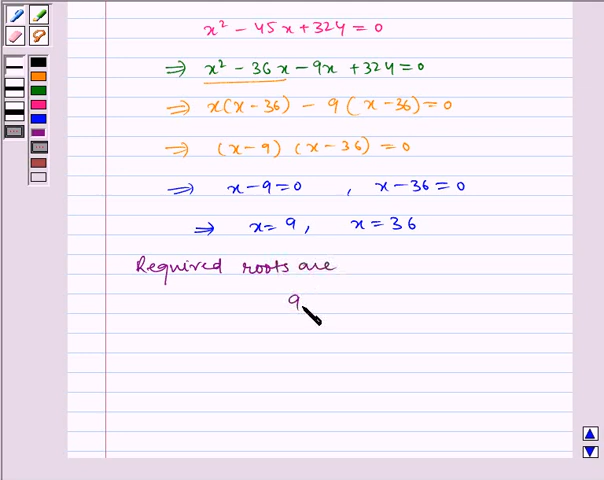 x² − 45x + 324 = 0
⇒ x² − 36x − 9x + 324 = 0
⇒ x(x−36) − 9(x−36) = 0
⇒ (x−9) (x−36) = 0
⇒ x−9=0 , x−36=0
⇒ x=9, x=36
Required roots are
9